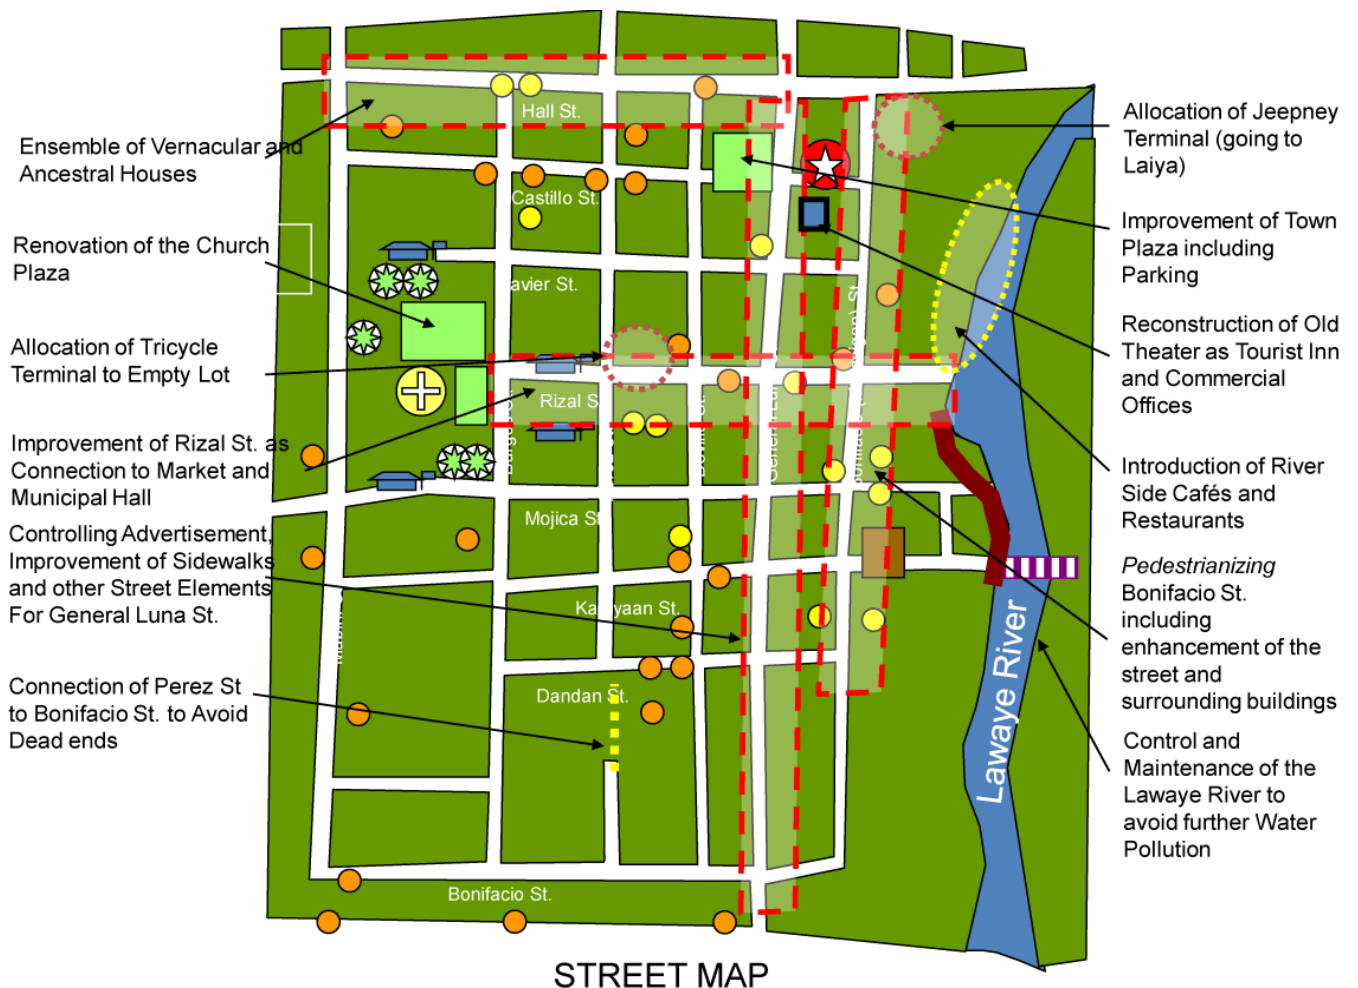 Ensemble of Vernacular and
Ancestral Houses
Renovation of the Church
Plaza
Allocation of Tricycle
Terminal to Empty Lot
Improvement of Rizal St. as
Connection to Market and
Municipal Hall
Controlling Advertisement,
Improvement of Sidewalks
and other Street Elements
For General Luna St.
Connection of Perez St
to Bonifacio St. to Avoid
Dead ends
Hall St.
Castillo St.
avier St.
Rizal S
Mojica St
St.
Dandan St.
Bonifacio St.
Lawaye River
Allocation of Jeepney
Terminal (going to
Laiya)
Improvement of Town
Plaza including
Parking
Reconstruction of Old
Theater as Tourist Inn
and Commercial
Offices
Introduction of River
Side Cafés and
Restaurants
Pedestrianizing
Bonifacio St.
including
enhancement of the
street and
surrounding buildings
Control and
Maintenance of the
Lawaye River to
avoid further Water
Pollution
STREET MAP